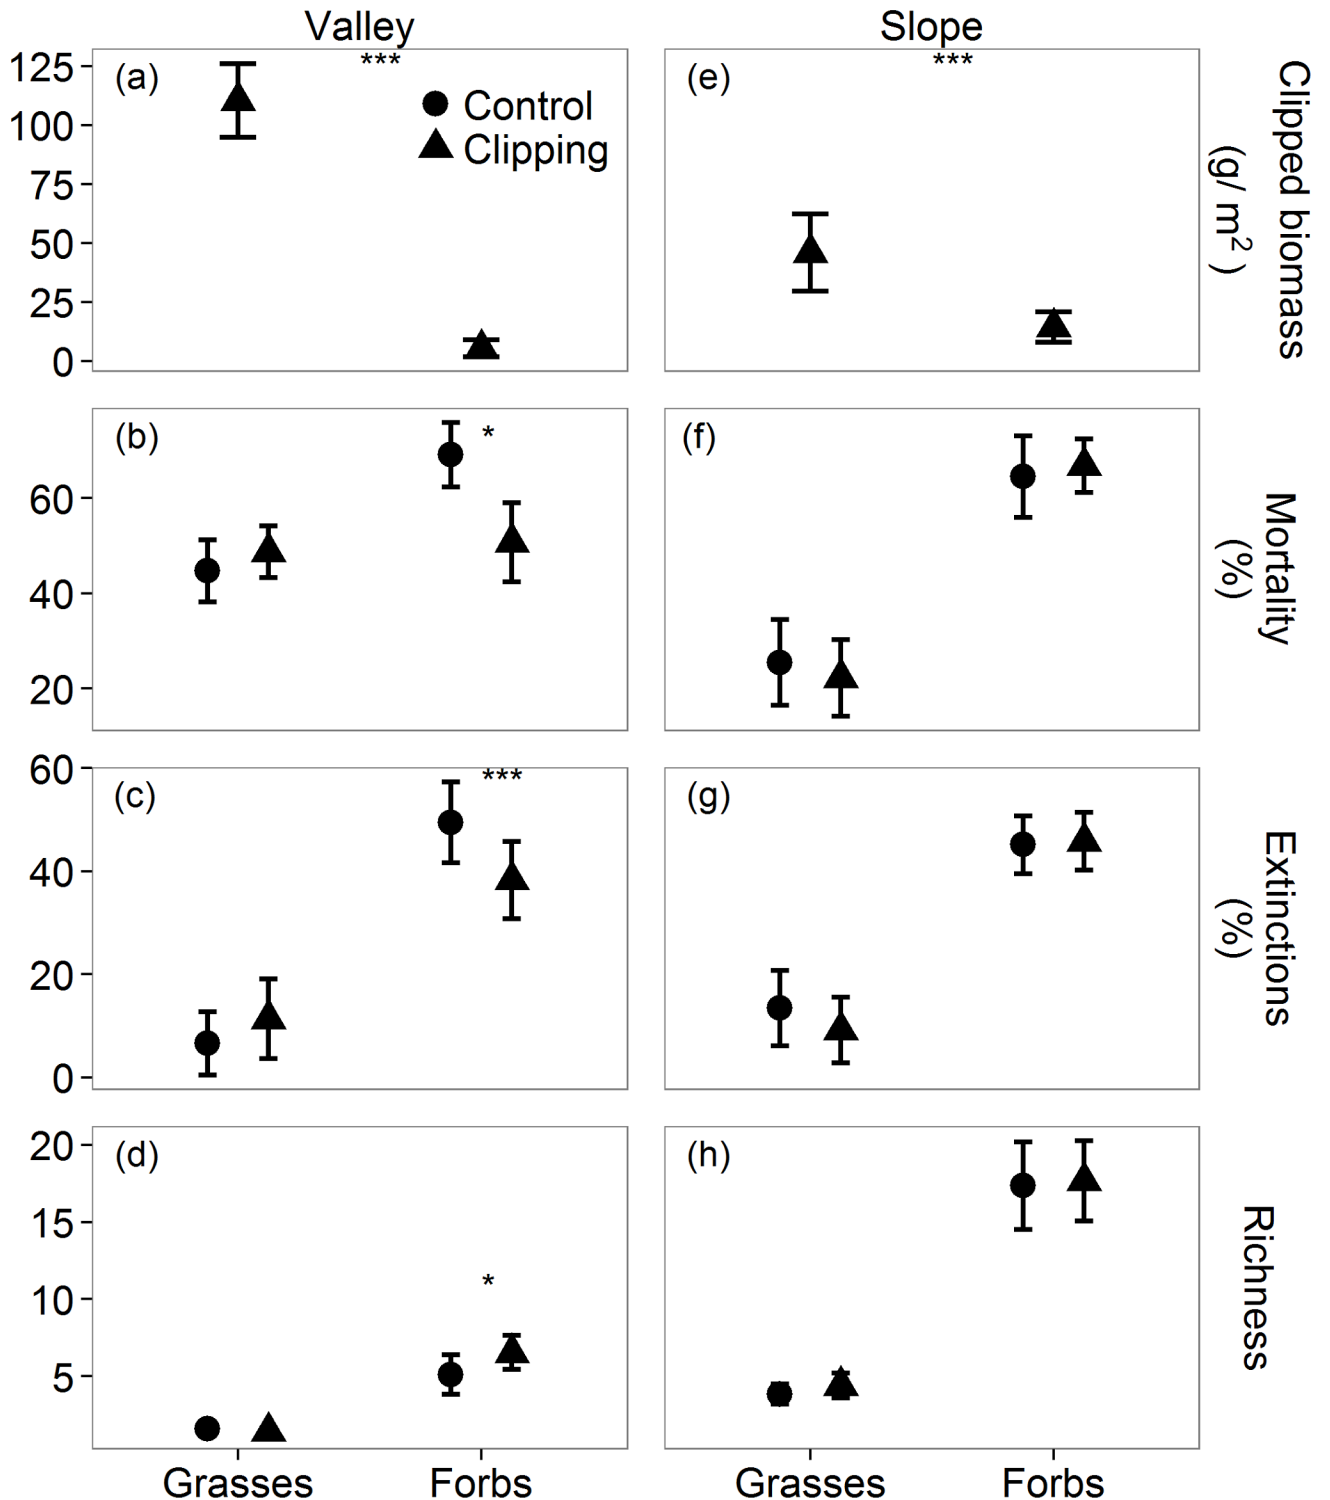 Valley
Slope
125
100
75
50
25
0
(a)
***
Control
Clipping
(e)
***
Clipped biomass
(g/ m2 )
60
40
20
(b)
*
(f)
Mortality
(%)
60
40
20
0
(c)
***
(g)
Extinctions
(%)
20
15
10
5
(d)
*
(h)
Richness
Grasses
Forbs
Grasses
Forbs